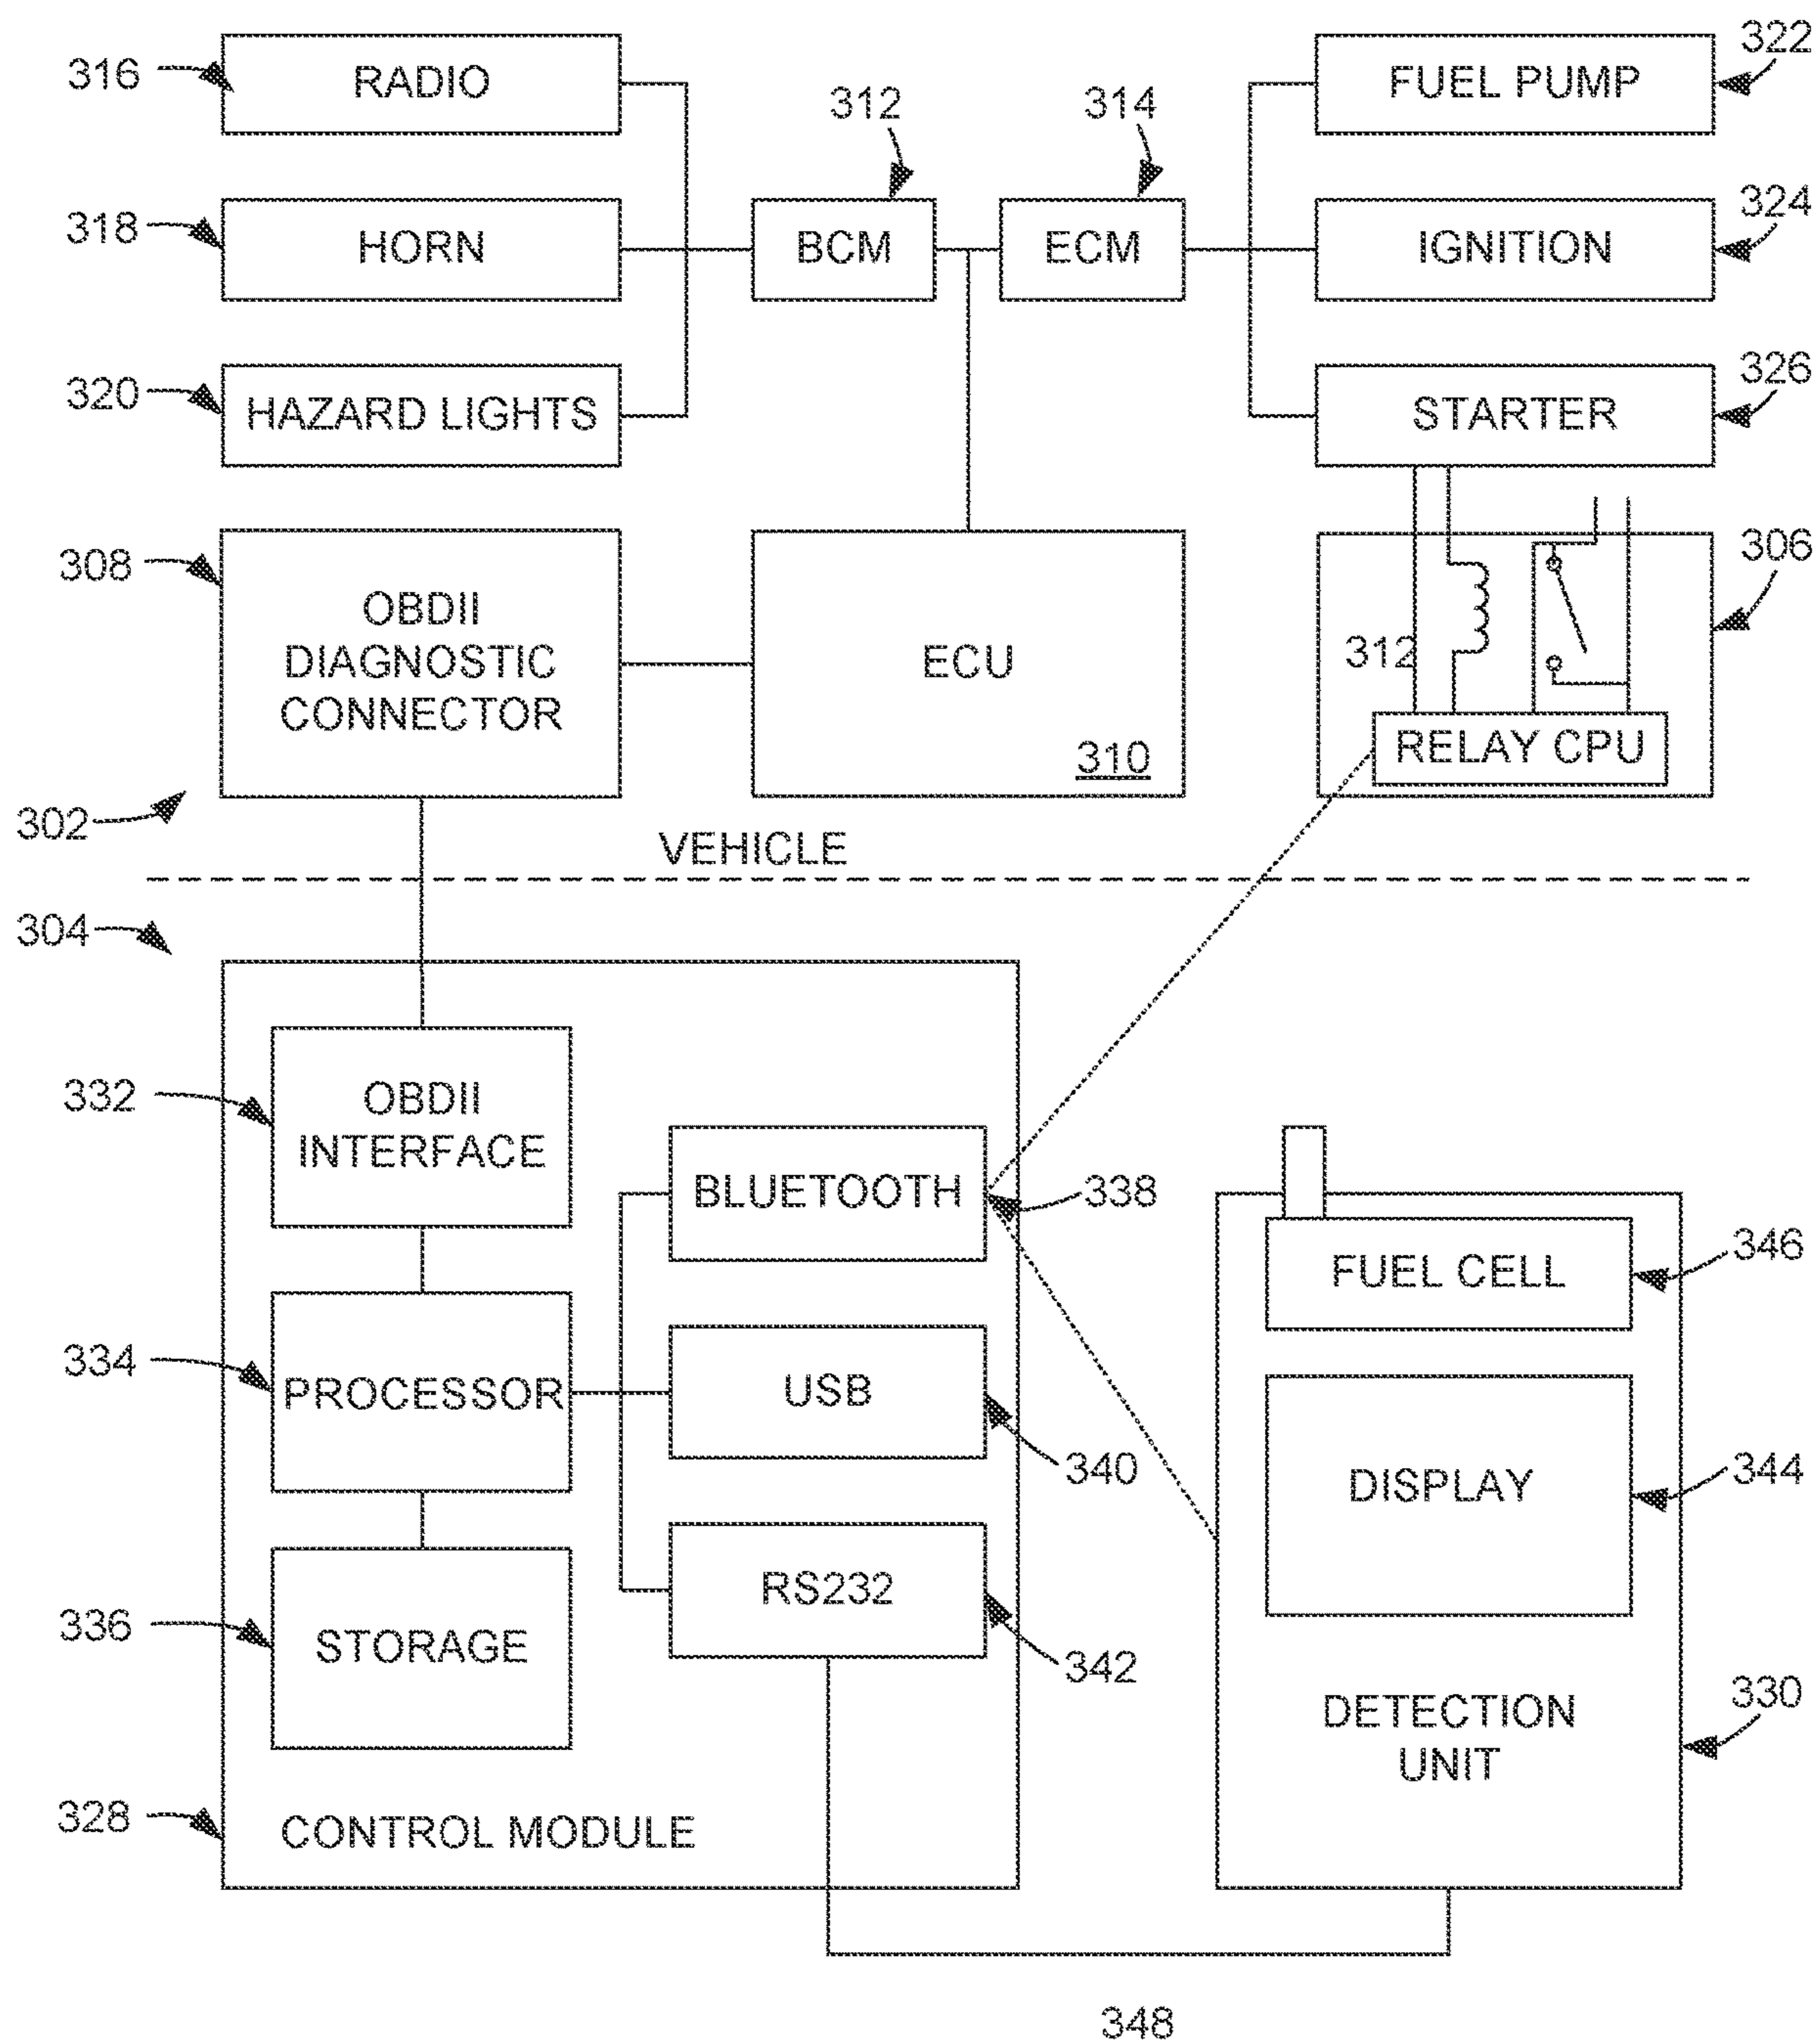 316
RADIO
312
314
FUEL PUMP
322
318
HORN
BCM
ECM
IGNITION
324
320
HAZARD LIGHTS
STARTER
326
308
OBDII
DIAGNOSTIC
CONNECTOR
ECU
310
312
RELAY CPU
306
302
VEHICLE
304
332
OBDII
INTERFACE
BLUETOOTH
338
FUEL CELL
346
334
PROCESSOR
USB
340
DISPLAY
344
336
STORAGE
RS232
342
DETECTION
UNIT
330
328
CONTROL MODULE
348